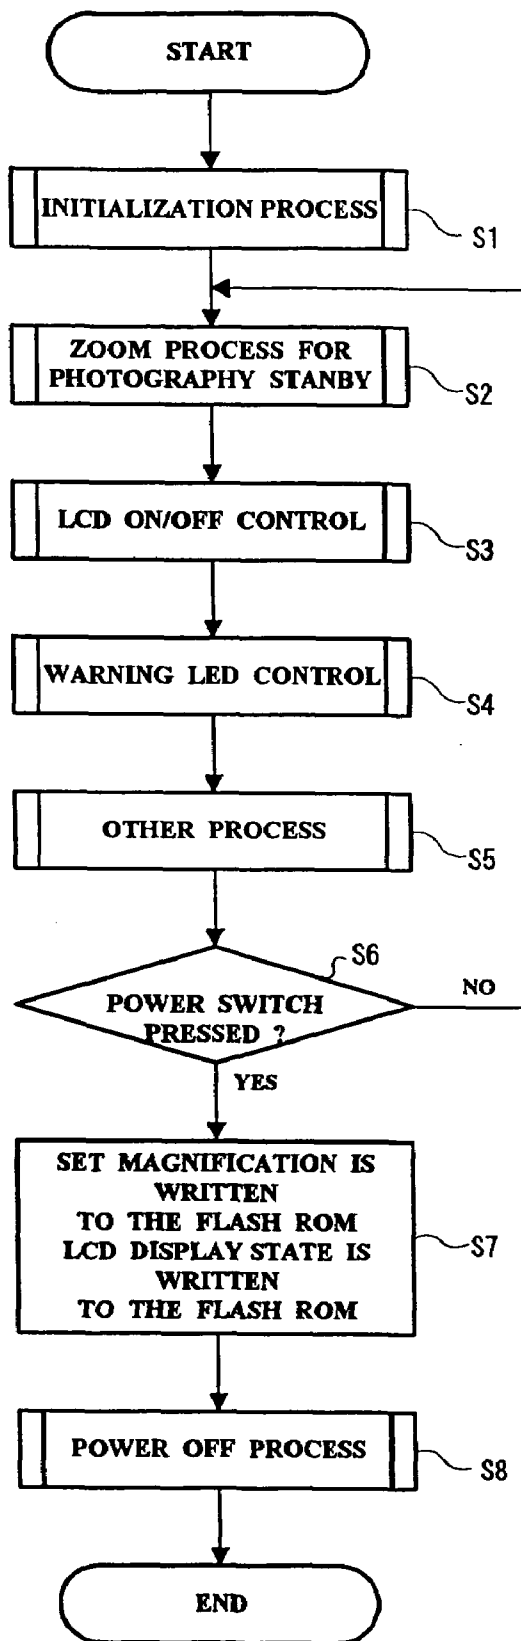 START
INITIALIZATION PROCESS
S1
ZOOM PROCESS FOR
PHOTOGRAPHY STANBY
S2
LCD ON/OFF CONTROL
S3
WARNING LED CONTROL
S4
OTHER PROCESS
S5
S6
POWER SWITCH
PRESSED ?
NO
YES
SET MAGNIFICATION IS
WRITTEN
TO THE FLASH ROM
LCD DISPLAY STATE IS
WRITTEN
TO THE FLASH ROM
S7
POWER OFF PROCESS
S8
END